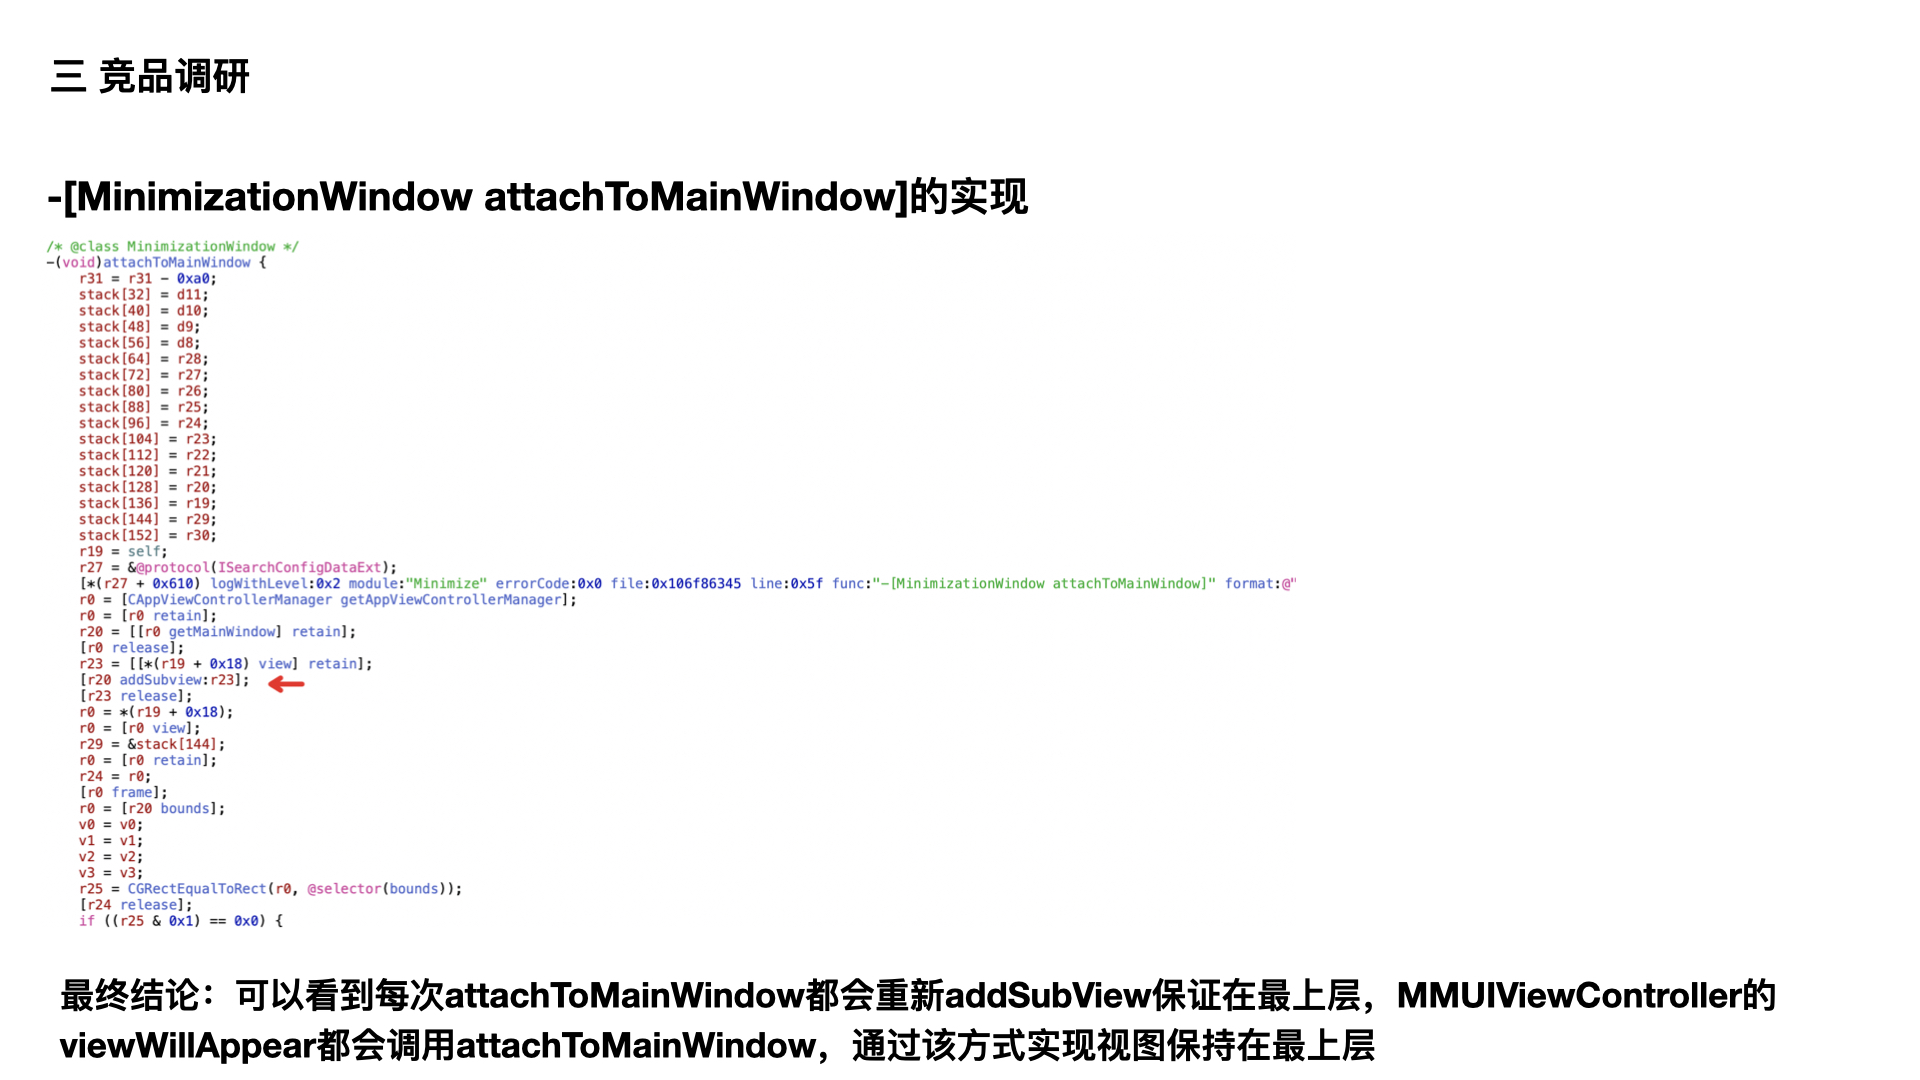 三 竞品调研
-[MinimizationWindow attachToMainWindow]的实现
/* @class MinimizationWindow */
-(void)attachToMainWindow {
r31 = r31 - 0xa0;
stack[32] = d11;
stack[40] = d10;
stack[48] = d9;
stack[56] = d8;
stack[64] = r28;
stack[72] = r27;
stack[80] = r26;
stack[88] = r25;
stack[96] = r24;
stack[104] = r23;
stack[112] = r22;
stack[120] = r21;
stack[128] = r20;
stack[136] = r19;
stack[144] = r29;
stack[152] = r30;
r19 = self;
r27 = &@protocol(ISearchConfigDataExt);
[*(r27 + 0x610) logWithLevel:0x2 module:"Minimize" errorCode:0x0 file:0x106f86345 line:0x5f func:"-[MinimizationWindow attachToMainWindow]" format:@"
r0 = [CAppViewControllerManager getAppViewControllerManager];
r0 = [r0 retain];
r20 = [[r0 getMainWindow] retain];
[r0 release];
r23 = [[*(r19 + 0x18) view] retain];
[r20 addSubview:r23];
[r23 release];
r0 = *(r19 + 0x18);
r0 = [r0 view];
r29 = &stack[144];
r0 = [r0 retain];
r24 = r0;
[r0 frame];
r0 = [r20 bounds];
v0 = v0;
v1 = v1;
v2 = v2;
v3 = v3;
r25 = CGRectEqualToRect(r0, @selector(bounds));
[r24 release];
if ((r25 & 0x1) == 0x0) {
最终结论：可以看到每次attachToMainWindow都会重新addSubView保证在最上层，MMUIViewController的
viewWillAppear都会调用attachToMainWindow，通过该方式实现视图保持在最上层